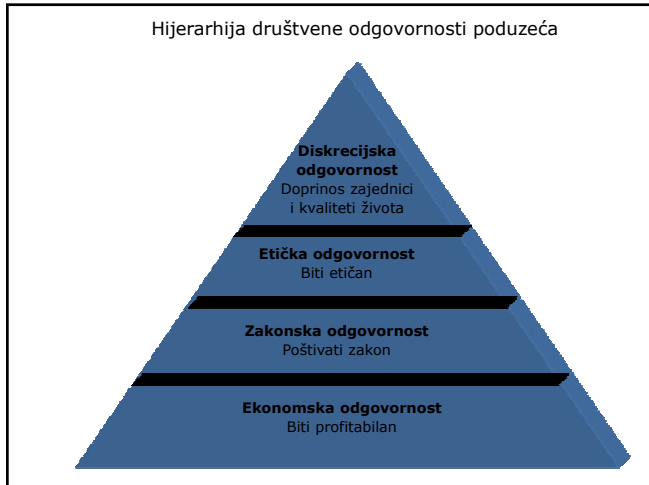 Hijerarhija društvene odgovornosti poduzeća
Diskrecijska
odgovornost
Doprinos zajednici
i kvaliteti života
Etička odgovornost
Biti etičan
Zakonska odgovornost
Poštivati zakon
Ekonomska odgovornost
Biti profitabilan